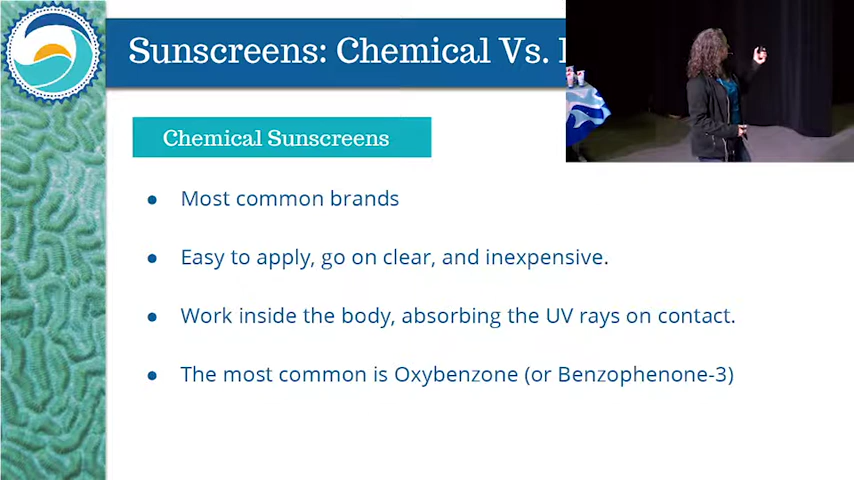 Sunscreens: Chemical Vs.
Chemical Sunscreens
• Most common brands
• Easy to apply, go on clear, and inexpensive.
• Work inside the body, absorbing the UV rays on contact.
• The most common is Oxybenzone (or Benzophenone-3)